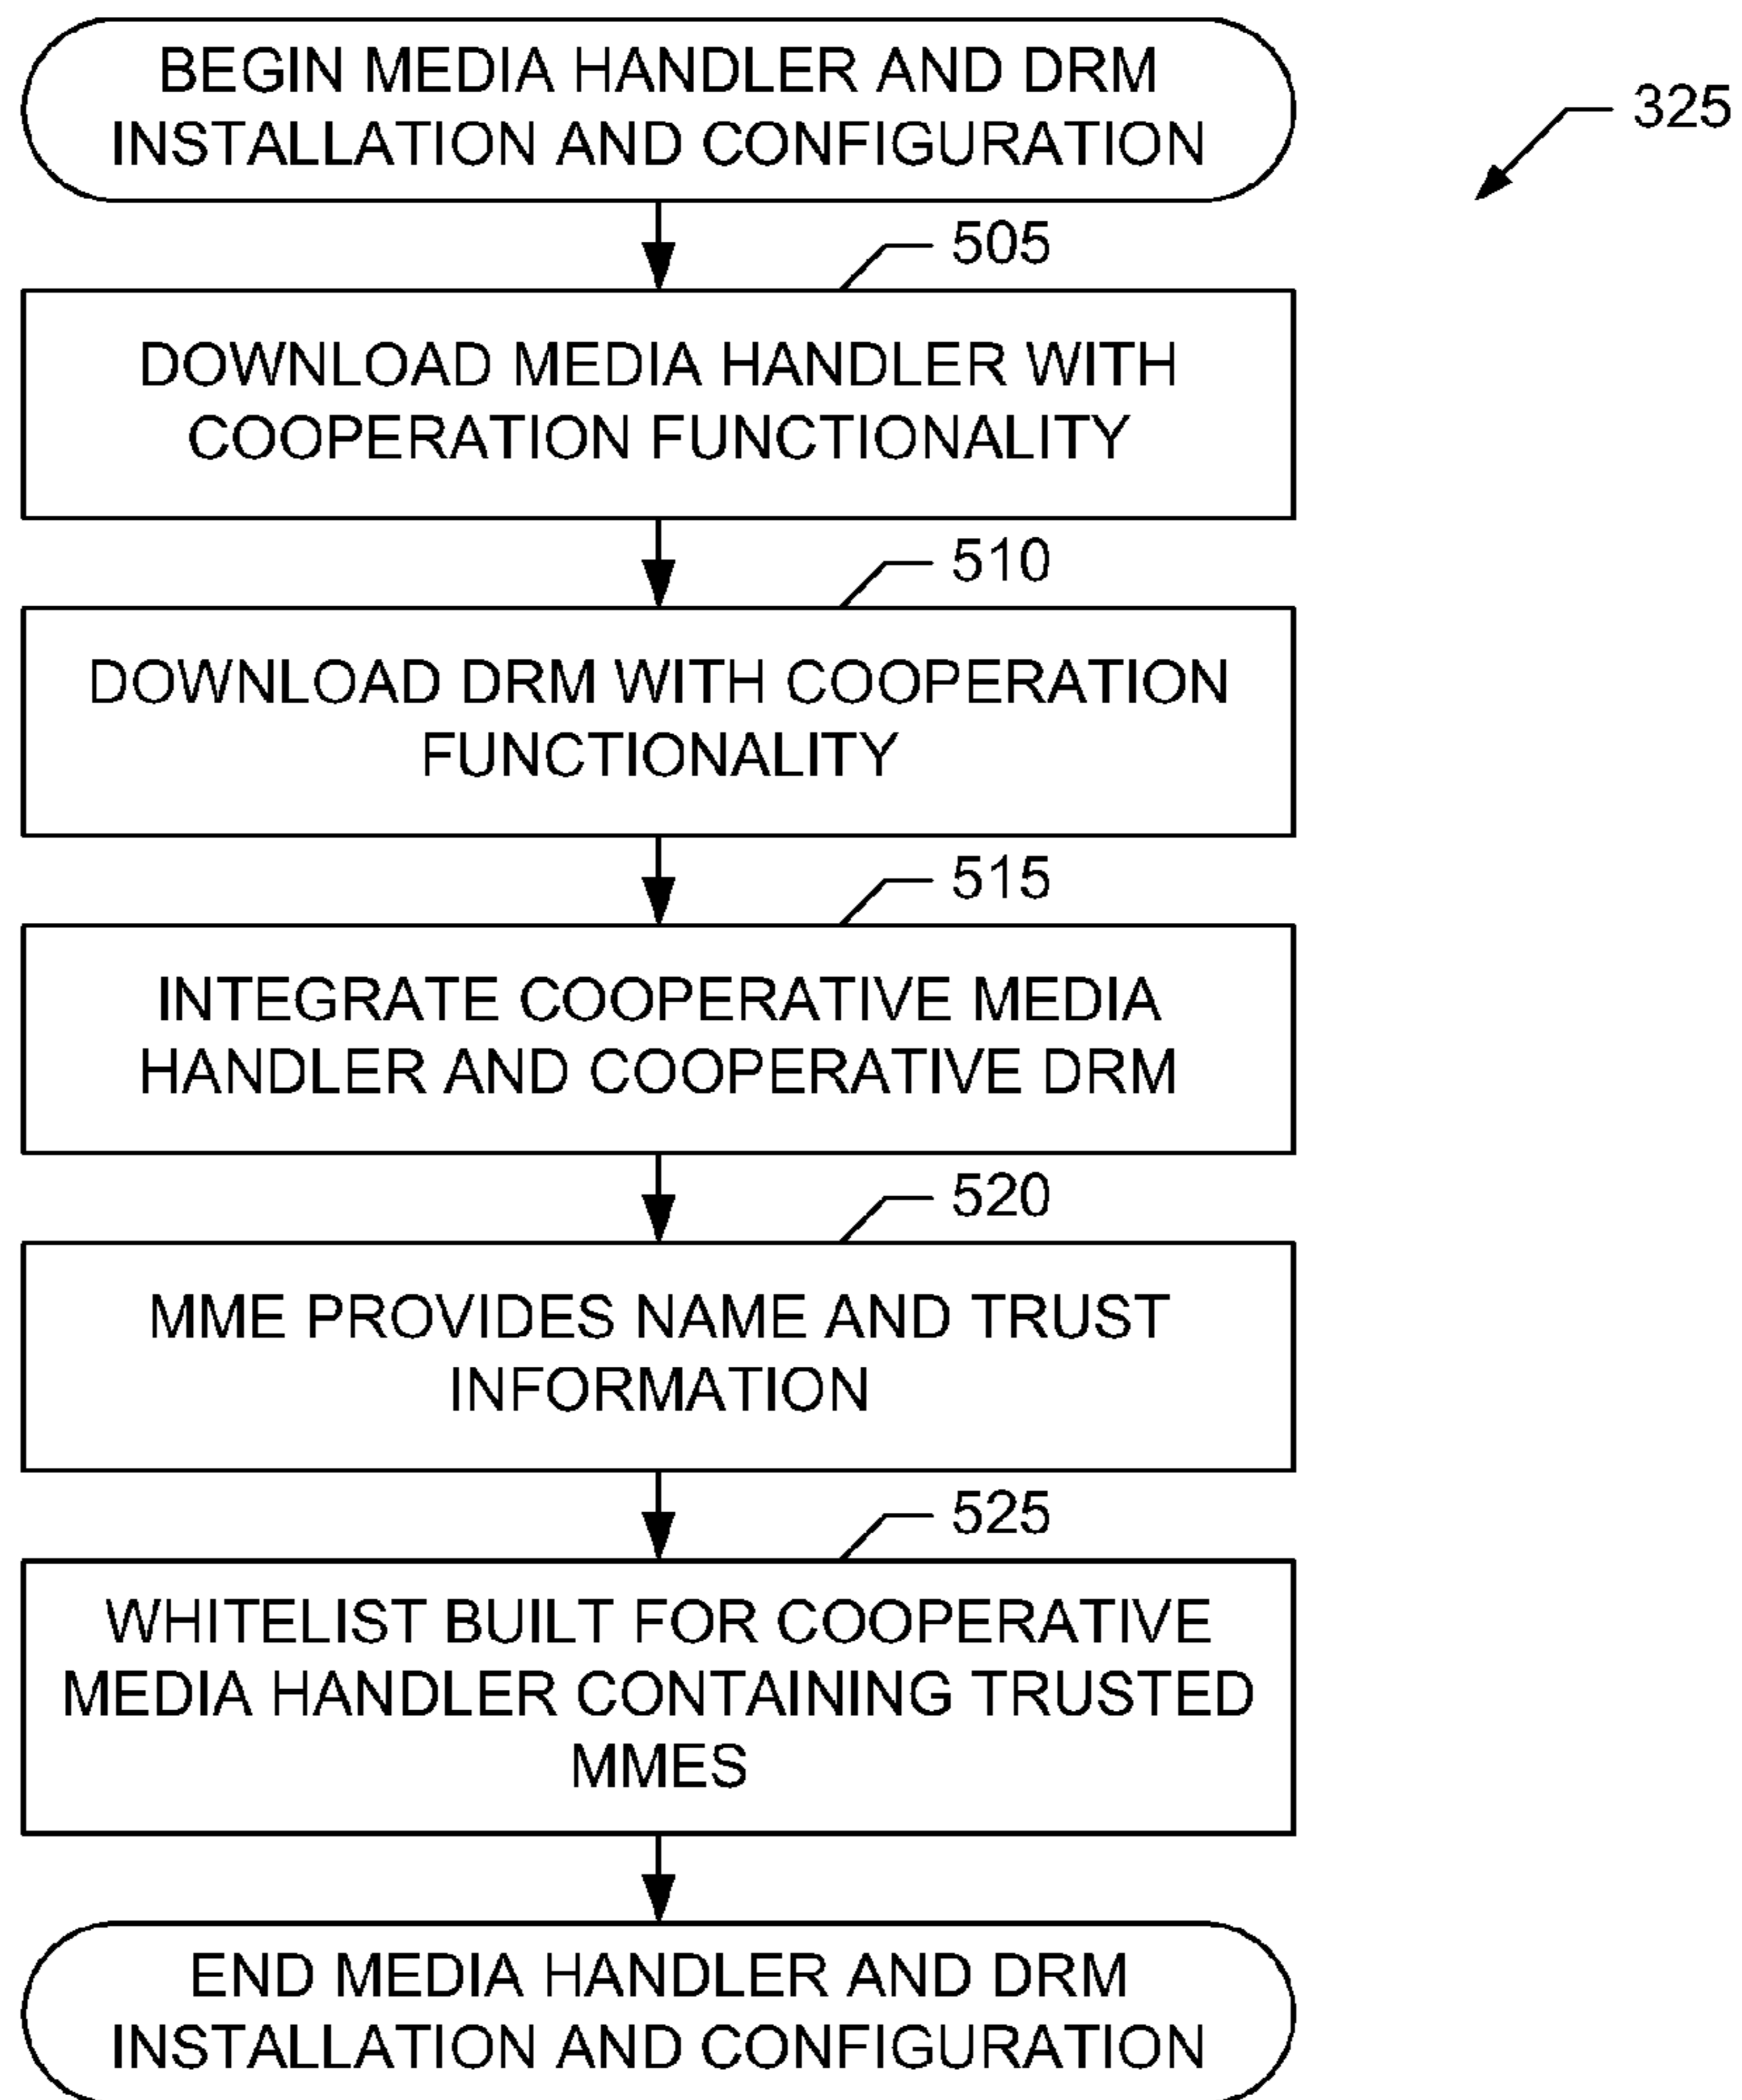 BEGIN MEDIA HANDLER AND DRM
INSTALLATION AND CONFIGURATION
325
505
DOWNLOAD MEDIA HANDLER WITH
COOPERATION FUNCTIONALITY
510
DOWNLOAD DRM WITH COOPERATION
FUNCTIONALITY
515
INTEGRATE COOPERATIVE MEDIA
HANDLER AND COOPERATIVE DRM
520
MME PROVIDES NAME AND TRUST
INFORMATION
525
WHITELIST BUILT FOR COOPERATIVE
MEDIA HANDLER CONTAINING TRUSTED
MMES
END MEDIA HANDLER AND DRM
INSTALLATION AND CONFIGURATION